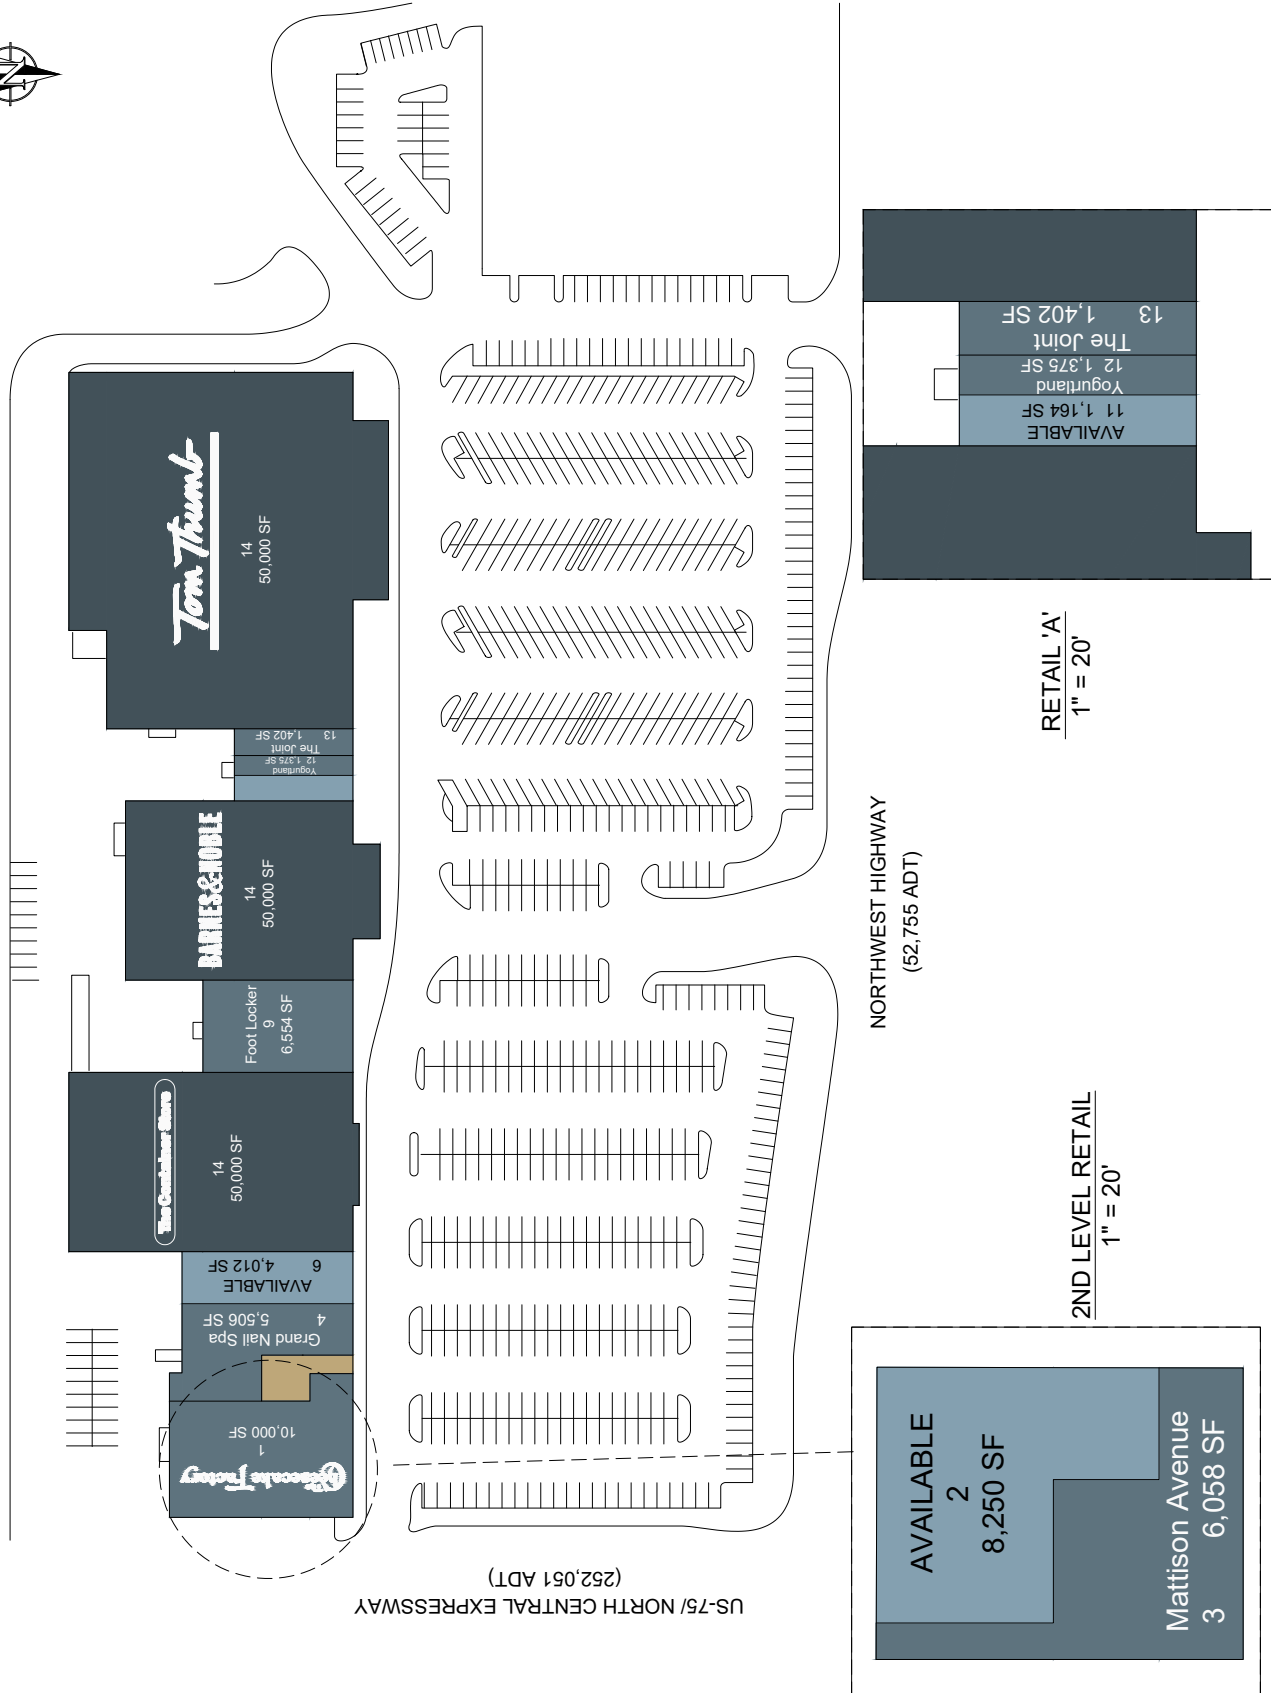 N
Tom Thumb
14
50,000 SF
The Joint
13 1,402 SF
Yogurtland
12 1,375 SF
BARNES & NOBLE
14
50,000 SF
Foot Locker
9
6,554 SF
The Container Store
14
50,000 SF
AVAILABLE
6 4,012 SF
Grand Nail Spa
4 5,506 SF
Cheesecake Factory
1
10,000 SF
US-75/ NORTH CENTRAL EXPRESSWAY
(252,051 ADT)
NORTHWEST HIGHWAY
(52,755 ADT)
The Joint
13 1,402 SF
Yogurtland
12 1,375 SF
AVAILABLE
11 1,164 SF
RETAIL 'A'
1" = 20'
2ND LEVEL RETAIL
1" = 20'
AVAILABLE
2
8,250 SF
Mattison Avenue
3 6,058 SF